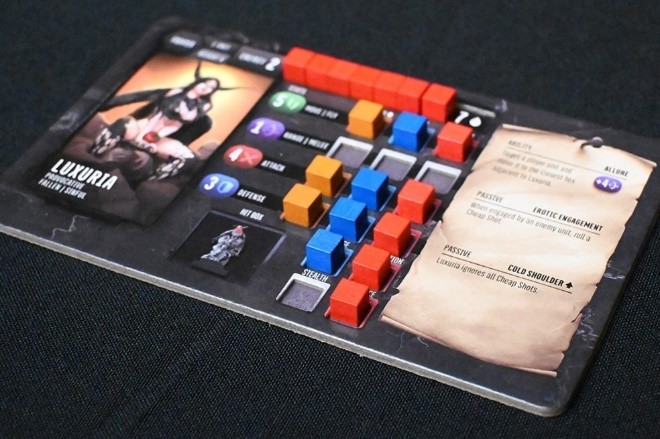 ENERGY 2
5 MOVE | FLY
1 RANGE | MELEE
4 ATTACK
3 DEFENSE
HIT BOX
LUXURIA
PROVOCATIVE
FALLEN | SINFUL
7
STEALTH
ABILITY ALLURE
Target a unique unit and
move it to the closest hex
Adjacent to Luxuria.
+4
PASSIVE EROTIC ENGAGEMENT
When engaged by an enemy unit, roll a
Cheap Shot.
PASSIVE COLD SHOULDER
Luxuria ignores all Cheap Shots.